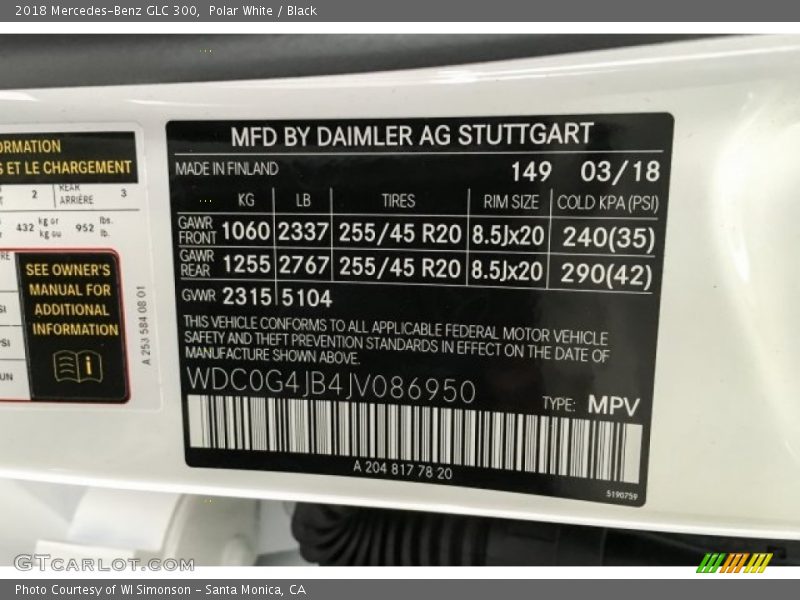 2018 Mercedes-Benz GLC 300, Polar White / Black
ORMATION
S ET LE CHARGEMENT
2 REAR ARRIÈRE 3
432 kg or kg ou 952 lbs. lb.
SEE OWNER'S
MANUAL FOR
ADDITIONAL
INFORMATION
A 253 584 08 01
MFD BY DAIMLER AG STUTTGART
MADE IN FINLAND 149 03/18
KG LB TIRES RIM SIZE COLD KPA (PSI)
GAWR FRONT 1060 2337 255/45 R20 8.5Jx20 240(35)
GAWR REAR 1255 2767 255/45 R20 8.5Jx20 290(42)
GWR 2315 5104
THIS VEHICLE CONFORMS TO ALL APPLICABLE FEDERAL MOTOR VEHICLE
SAFETY AND THEFT PREVENTION STANDARDS IN EFFECT ON THE DATE OF
MANUFACTURE SHOWN ABOVE.
WDC0G4JB4JV086950
TYPE: MPV
A 204 817 78 20
5190759
GTCARLOT.COM
Photo Courtesy of WI Simonson – Santa Monica, CA